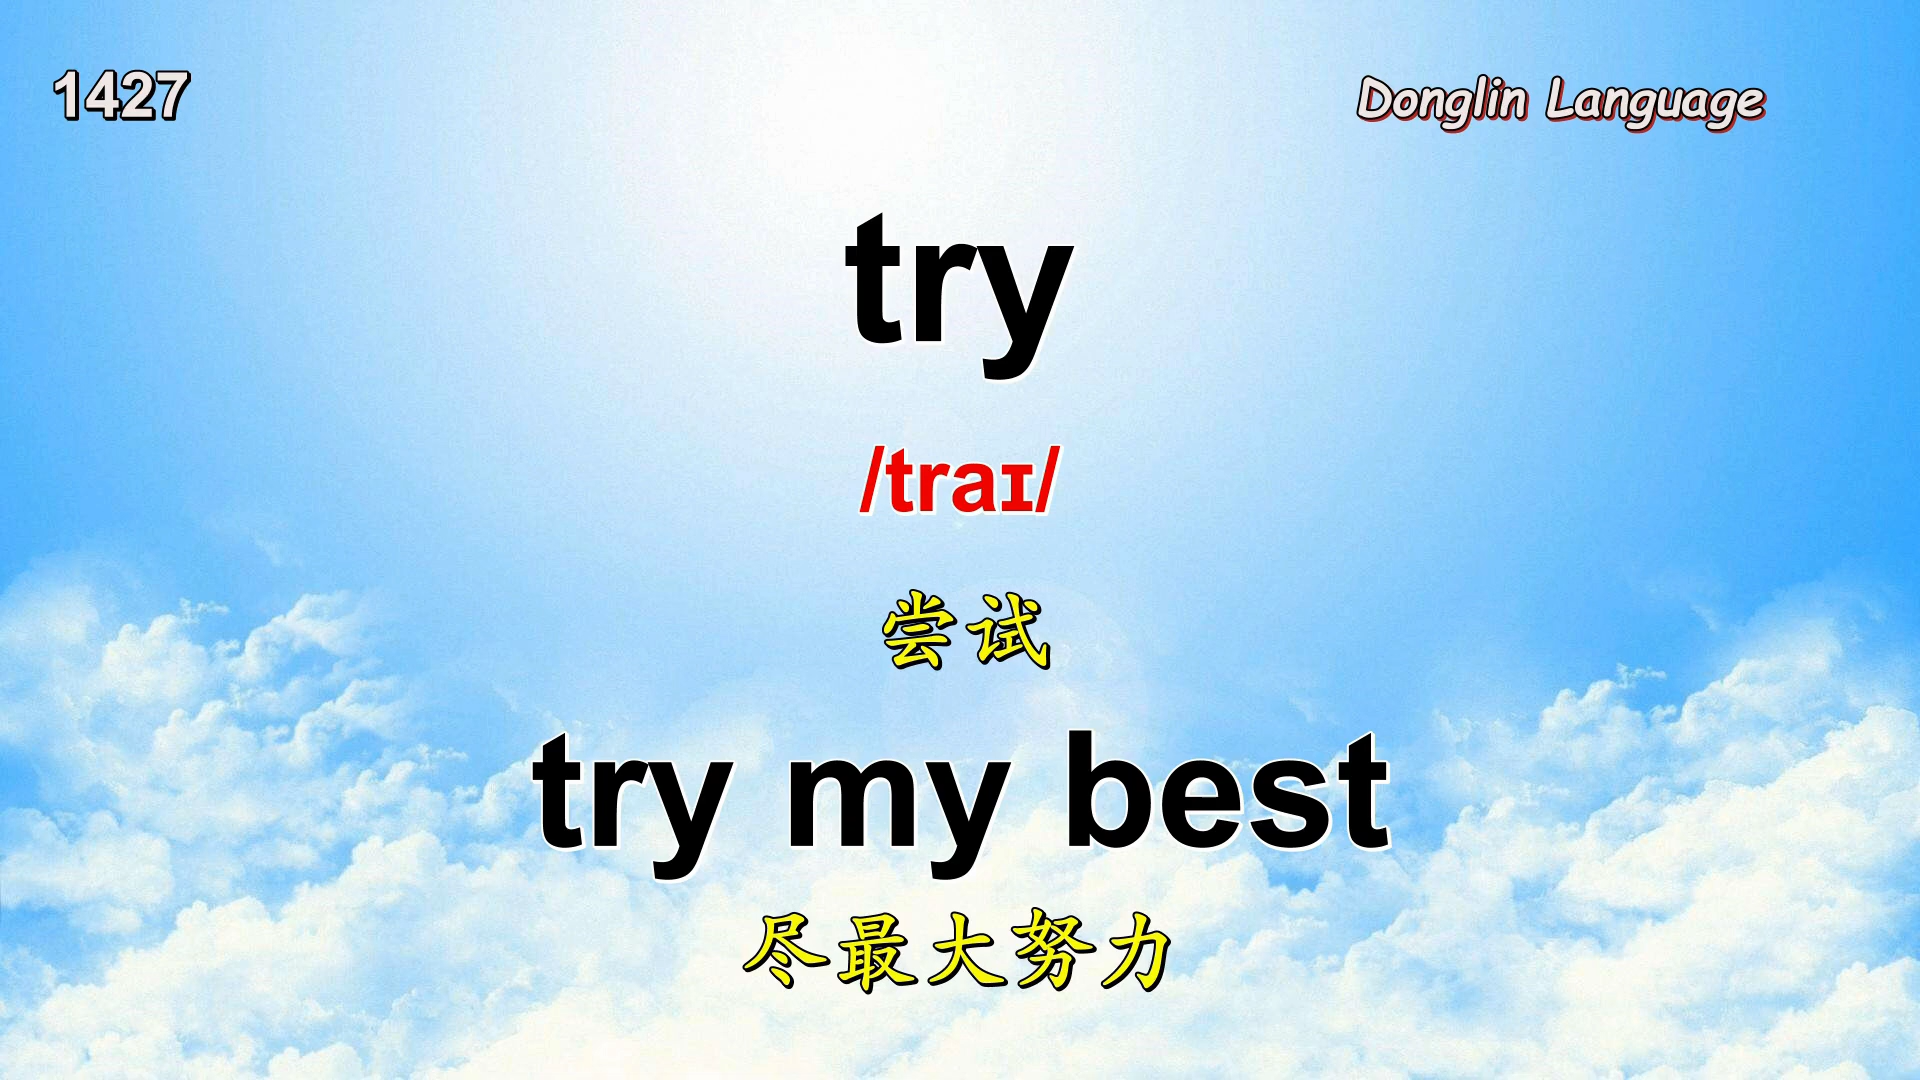 1427
Donglin Language
try
/traɪ/
尝试
try my best
尽最大努力